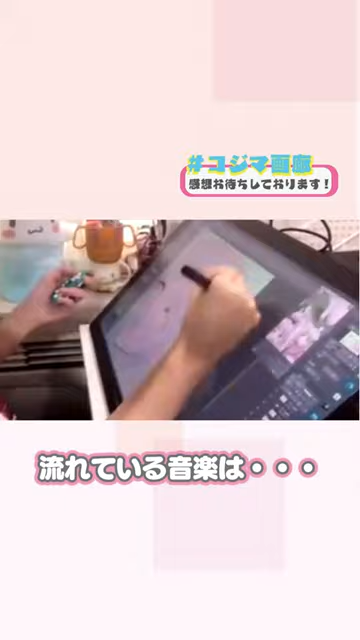 #コジマ画廊
感想お待ちしております！
流れている音楽は・・・